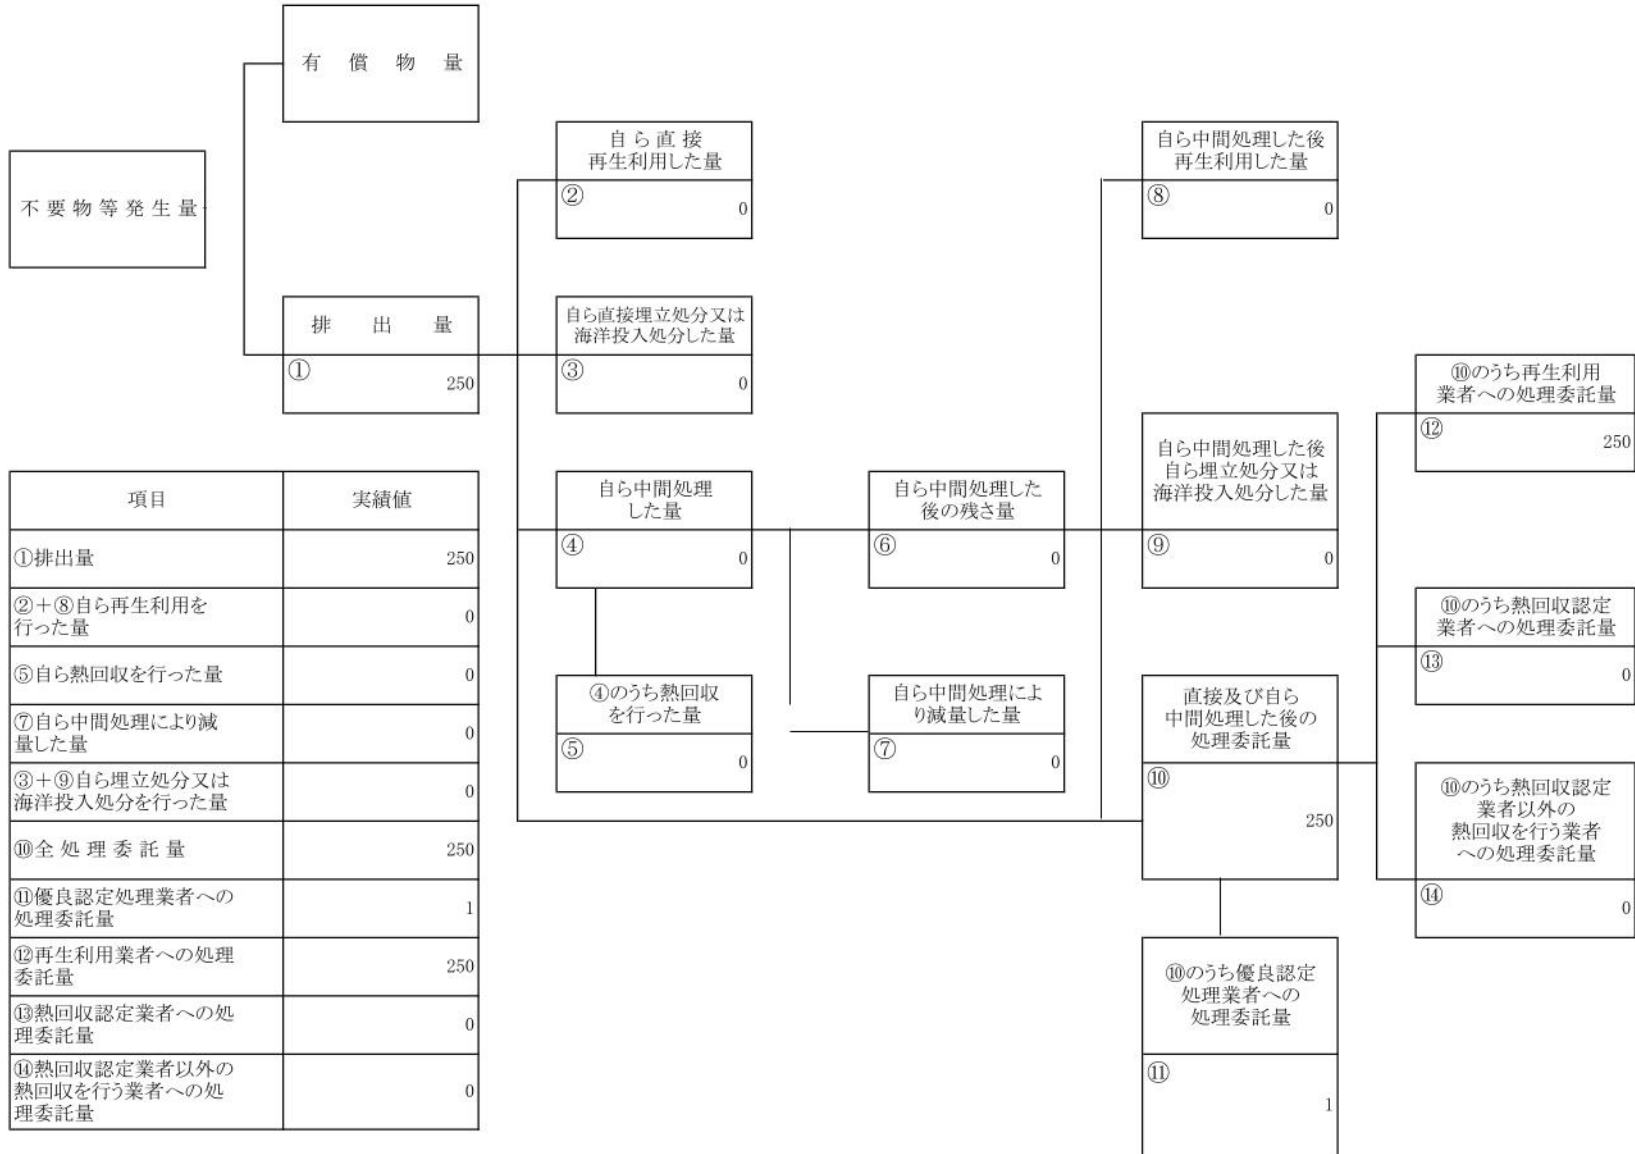 有償物量
不要物等発生量
自ら直接
再生利用した量
②
0
自ら中間処理した後
再生利用した量
⑧
0
排出量
①
250
自ら直接埋立処分又は
海洋投入処分した量
③
0
⑩のうち再生利用
業者への処理委託量
⑫
250
自ら中間処理
した量
④
0
自ら中間処理した
後の残さ量
⑥
0
自ら中間処理した後
自ら埋立処分又は
海洋投入処分した量
⑨
0
⑩のうち熱回収認定
業者への処理委託量
⑬
0
④のうち熱回収
を行った量
⑤
0
自ら中間処理によ
り減量した量
⑦
0
直接及び自ら
中間処理した後の
処理委託量
⑩
250
⑩のうち熱回収認定
業者以外の
熱回収を行う業者
への処理委託量
⑭
0
⑩のうち優良認定
処理業者への
処理委託量
⑪
1
項目 実績値
①排出量 250
②+⑧自ら再生利用を
行った量 0
⑤自ら熱回収を行った量 0
⑦自ら中間処理により減
量した量 0
③+⑨自ら埋立処分又は
海洋投入処分を行った量 0
⑩全処理委託量 250
⑪優良認定処理業者への
処理委託量 1
⑫再生利用業者への処理
委託量 250
⑬熱回収認定業者への処
理委託量 0
⑭熱回収認定業者以外の
熱回収を行う業者への処
理委託量 0